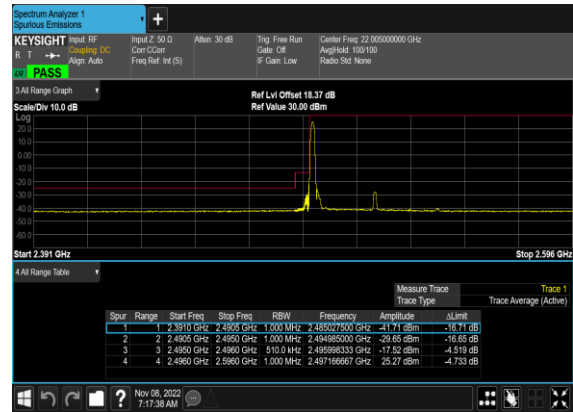 Spectrum Analyzer 1
Spurious Emissions
+
KEYSIGHT Input: RF Input Z: 50 Ω Atten: 30 dB Trig: Free Run Center Freq: 22.005000000 GHz
R T Coupling: DC Corr CCorr Gate: Off Avg|Hold: 100/100
Align: Auto Freq Ref: Int (S) IF Gain: Low Radio Std: None
PASS
3 All Range Graph
Ref Lvl Offset 18.37 dB
Scale/Div 10.0 dB Ref Value 30.00 dBm
Log
20.0
10.0
0.00
-10.0
-20.0
-30.0
-40.0
-50.0
-60.0
Start 2.391 GHz Stop 2.596 GHz
4 All Range Table
Measure Trace Trace 1
Trace Type Trace Average (Active)
Spur Range Start Freq Stop Freq RBW Frequency Amplitude ΔLimit
1 1 2.3910 GHz 2.4905 GHz 1.000 MHz 2.485027500 GHz -41.71 dBm -16.71 dB
2 2 2.4905 GHz 2.4950 GHz 1.000 MHz 2.494985000 GHz -29.65 dBm -16.65 dB
3 3 2.4950 GHz 2.4960 GHz 510.0 kHz 2.495998333 GHz -17.52 dBm -4.519 dB
4 4 2.4960 GHz 2.5960 GHz 1.000 MHz 2.497166667 GHz 25.27 dBm -4.733 dB
? Nov 08, 2022
7:17:38 AM